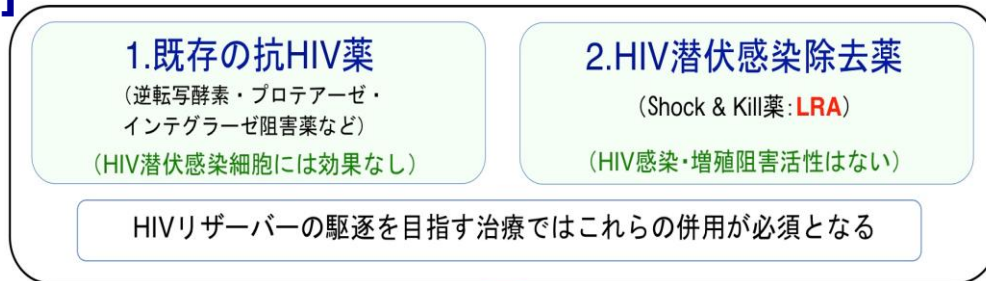 】
1.既存の抗HIV薬
（逆転写酵素・プロテアーゼ・
インテグラーゼ阻害薬など）
（HIV潜伏感染細胞には効果なし）
2.HIV潜伏感染除去薬
（Shock & Kill薬：LRA）
（HIV感染・増殖阻害活性はない）
HIVリザーバーの駆逐を目指す治療ではこれらの併用が必須となる